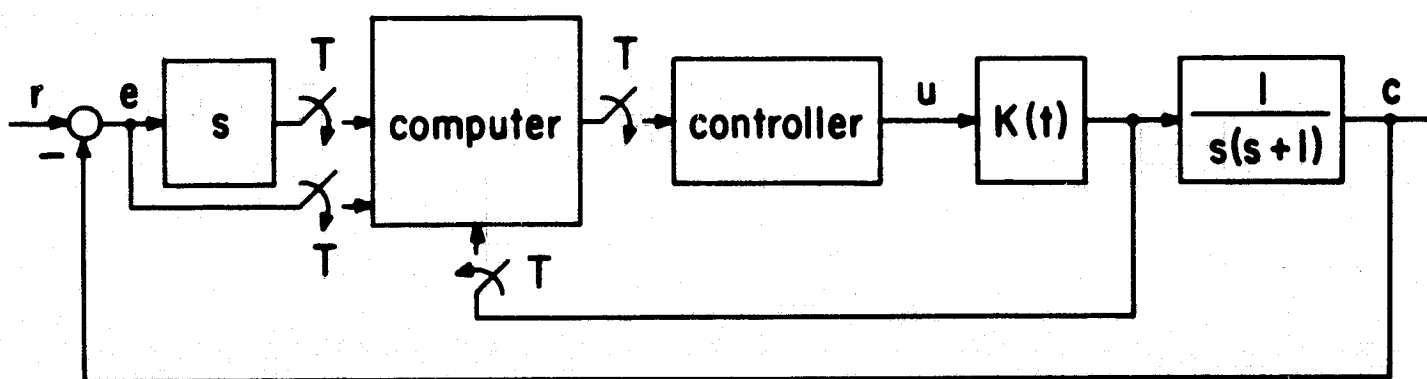 r
e
s
T
T
computer
T
T
controller
u
K(t)
1
s(s+1)
c
−